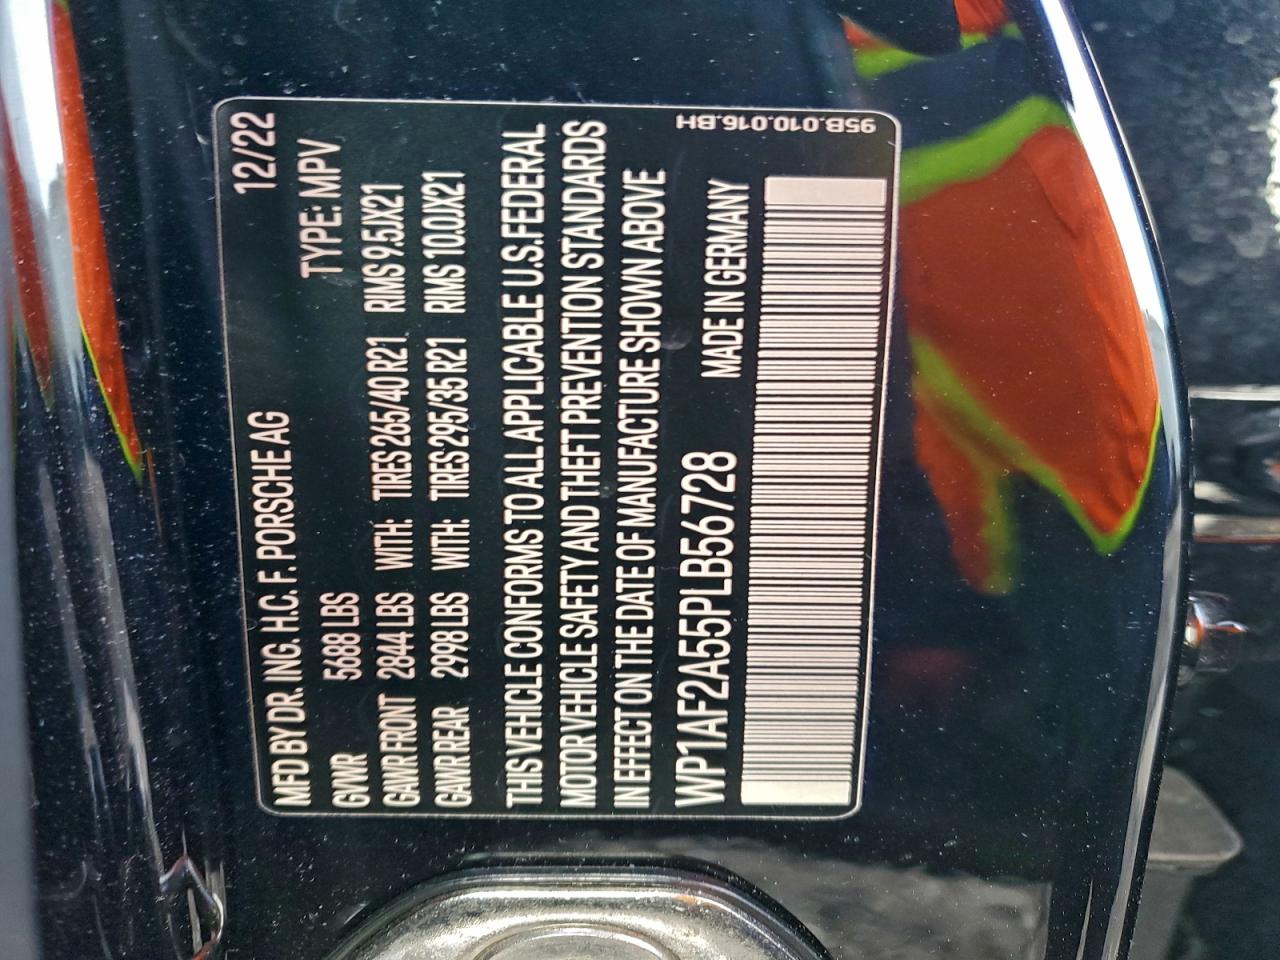 12/22
MFD BY DR. ING. H.C. F. PORSCHE AG
TYPE: MPV
GVWR 5688 LBS
GAWR FRONT 2844 LBS WITH: TIRES 265/40 R21 RIMS 9.5JX21
GAWR REAR 2998 LBS WITH: TIRES 295/35 R21 RIMS 10.0JX21
THIS VEHICLE CONFORMS TO ALL APPLICABLE U.S.FEDERAL
MOTOR VEHICLE SAFETY AND THEFT PREVENTION STANDARDS
IN EFFECT ON THE DATE OF MANUFACTURE SHOWN ABOVE
WP1AF2A55PLB56728 MADE IN GERMANY
95B.010.016.BH